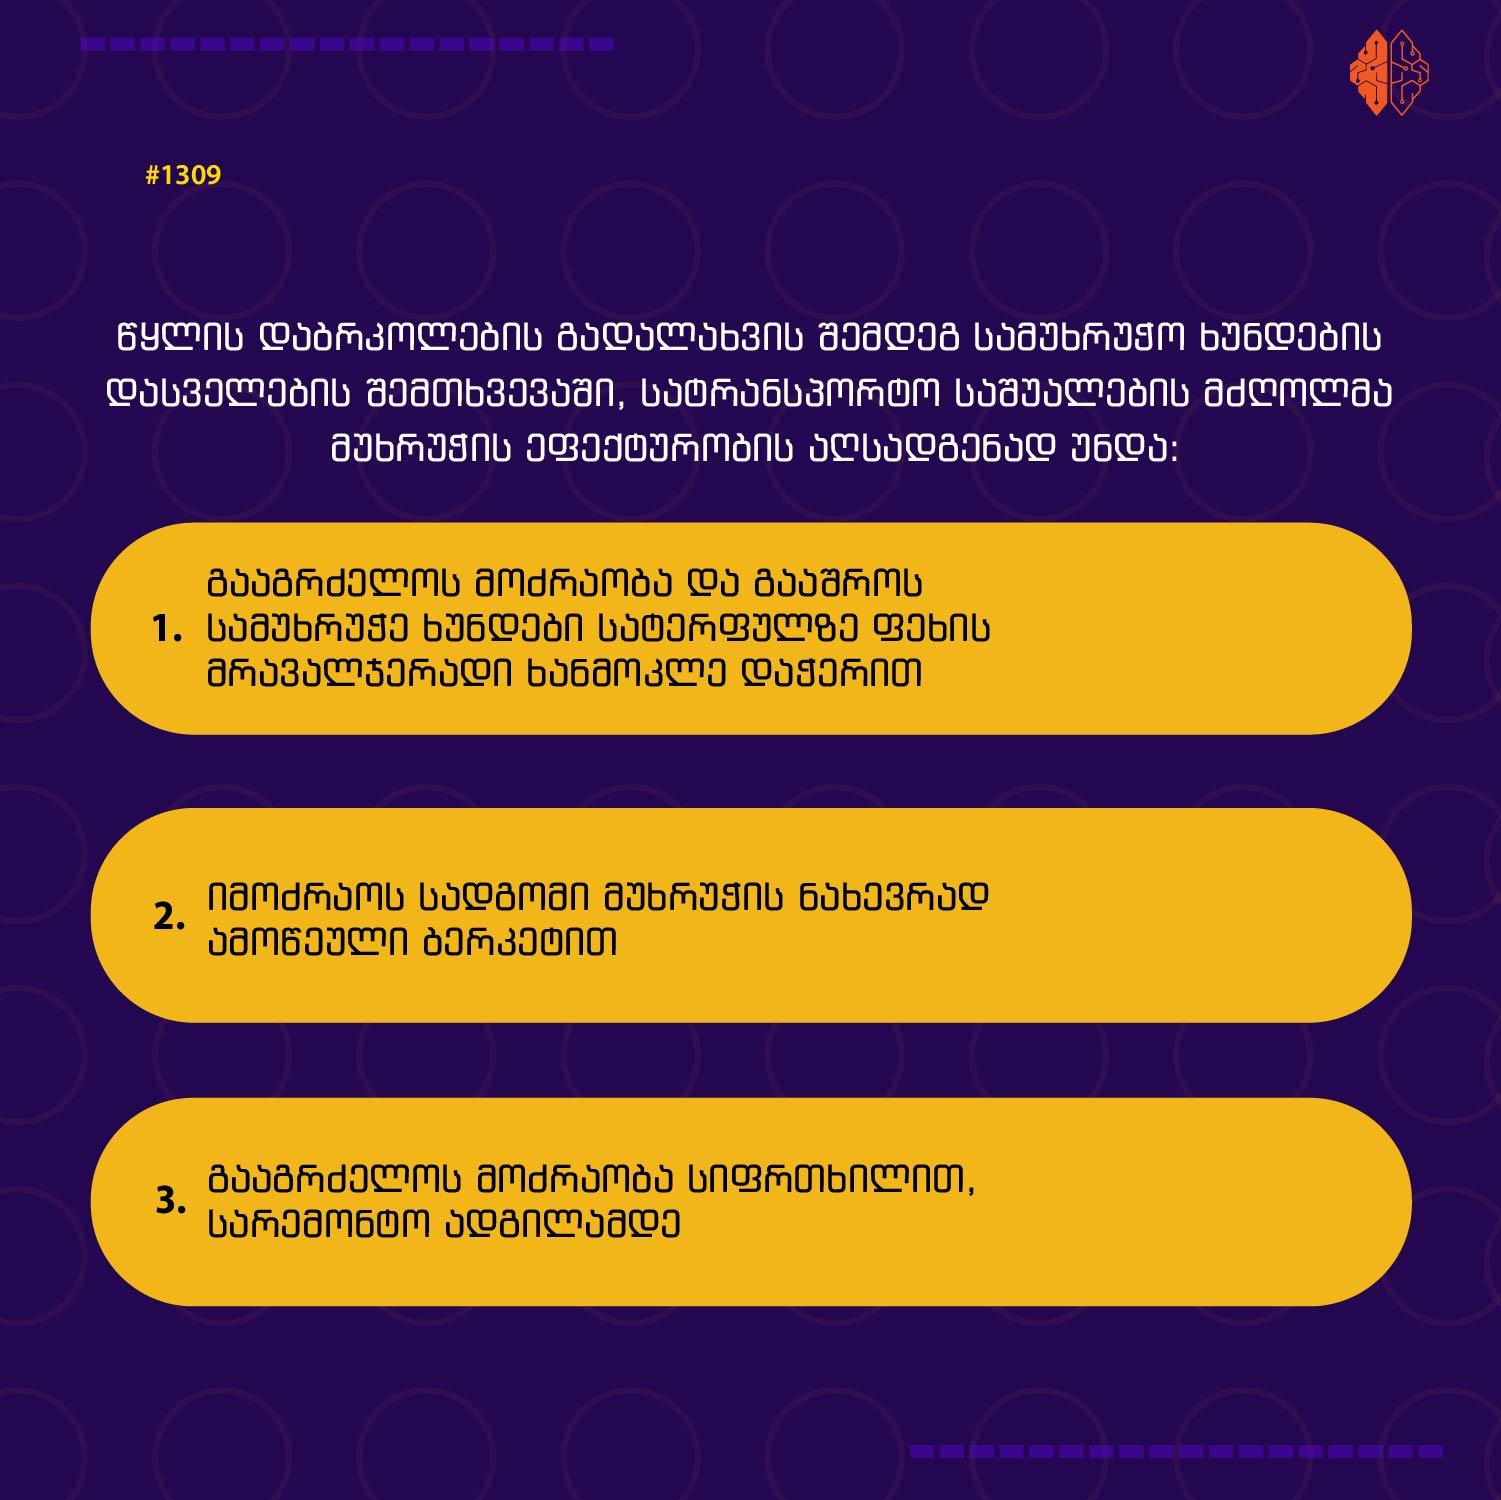 #1309
წყლის დაბრკოლების გადალახვის შემდეგ სამუხრუჭო ხუნდების
დასველების შემთხვევაში, სატრანსპორტო საშუალების მძღოლმა
მუხრუჭის ეფექტურობის აღსადგენად უნდა:
1. გააგრძელოს მოძრაობა და გააშროს
სამუხრუჭე ხუნდები სატერფულზე ფეხის
მრავალჯერადი ხანმოკლე დაჭერით
2. იმოძრაოს სადგომი მუხრუჭის ნახევრად
ამოწეული ბერკეტით
3. გააგრძელოს მოძრაობა სიფრთხილით,
სარემონტო ადგილამდე